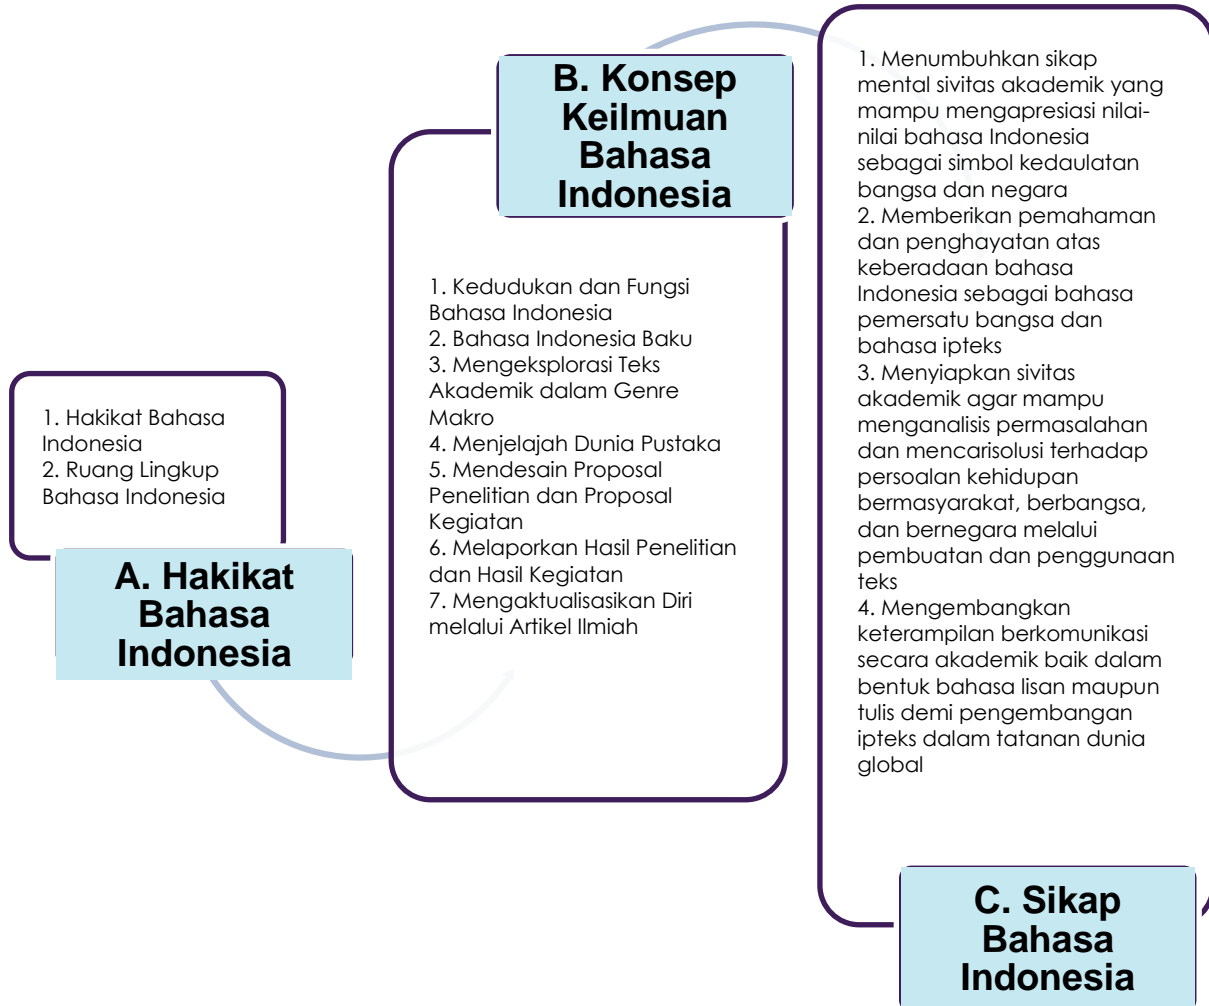 1. Hakikat Bahasa
Indonesia
2. Ruang Lingkup
Bahasa Indonesia
A. Hakikat
Bahasa
Indonesia
B. Konsep
Keilmuan
Bahasa
Indonesia
1. Kedudukan dan Fungsi
Bahasa Indonesia
2. Bahasa Indonesia Baku
3. Mengeksplorasi Teks
Akademik dalam Genre
Makro
4. Menjelajah Dunia Pustaka
5. Mendesain Proposal
Penelitian dan Proposal
Kegiatan
6. Melaporkan Hasil Penelitian
dan Hasil Kegiatan
7. Mengaktualisasikan Diri
melalui Artikel Ilmiah
1. Menumbuhkan sikap
mental sivitas akademik yang
mampu mengapresiasi nilai-
nilai bahasa Indonesia
sebagai simbol kedaulatan
bangsa dan negara
2. Memberikan pemahaman
dan penghayatan atas
keberadaan bahasa
Indonesia sebagai bahasa
pemersatu bangsa dan
bahasa ipteks
3. Menyiapkan sivitas
akademik agar mampu
menganalisis permasalahan
dan mencarisolusi terhadap
persoalan kehidupan
bermasyarakat, berbangsa,
dan bernegara melalui
pembuatan dan penggunaan
teks
4. Mengembangkan
keterampilan berkomunikasi
secara akademik baik dalam
bentuk bahasa lisan maupun
tulis demi pengembangan
ipteks dalam tatanan dunia
global
C. Sikap
Bahasa
Indonesia